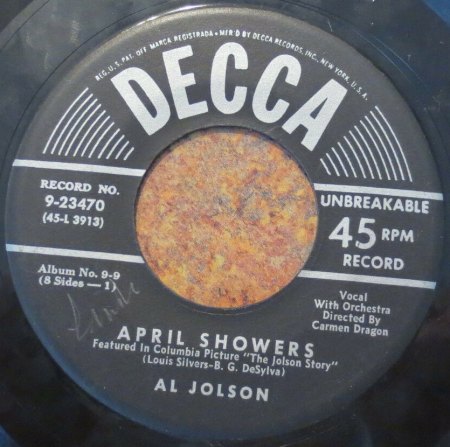 REG. U.S. PAT. OFF. MARCA REGISTRADA • MFR'D BY DECCA RECORDS, INC., NEW YORK, U.S.A.
DECCA
RECORD NO.
9-23470
(45-L 3913)
UNBREAKABLE
45 RPM
RECORD
Album No. 9-9
(8 Sides — 1)
Vocal
With Orchestra
Directed By
Carmen Dragon
APRIL SHOWERS
Featured In Columbia Picture "The Jolson Story"
(Louis Silvers-B. G. DeSylva)
AL JOLSON